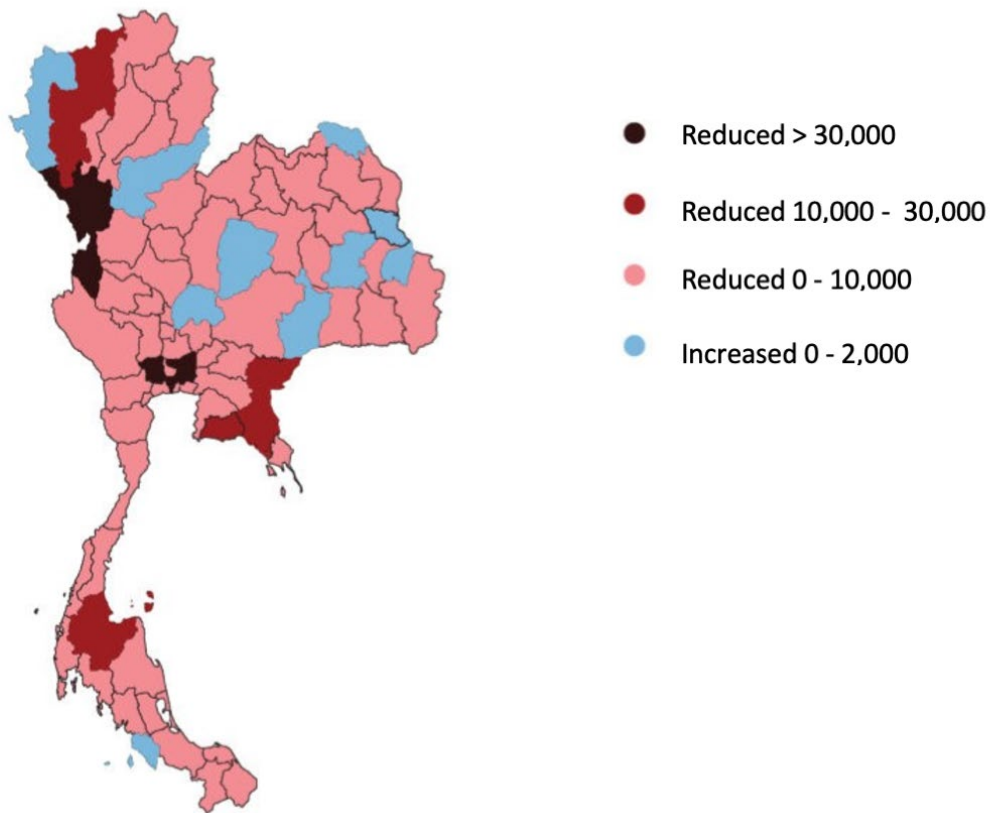 Reduced > 30,000
Reduced 10,000 - 30,000
Reduced 0 - 10,000
Increased 0 - 2,000